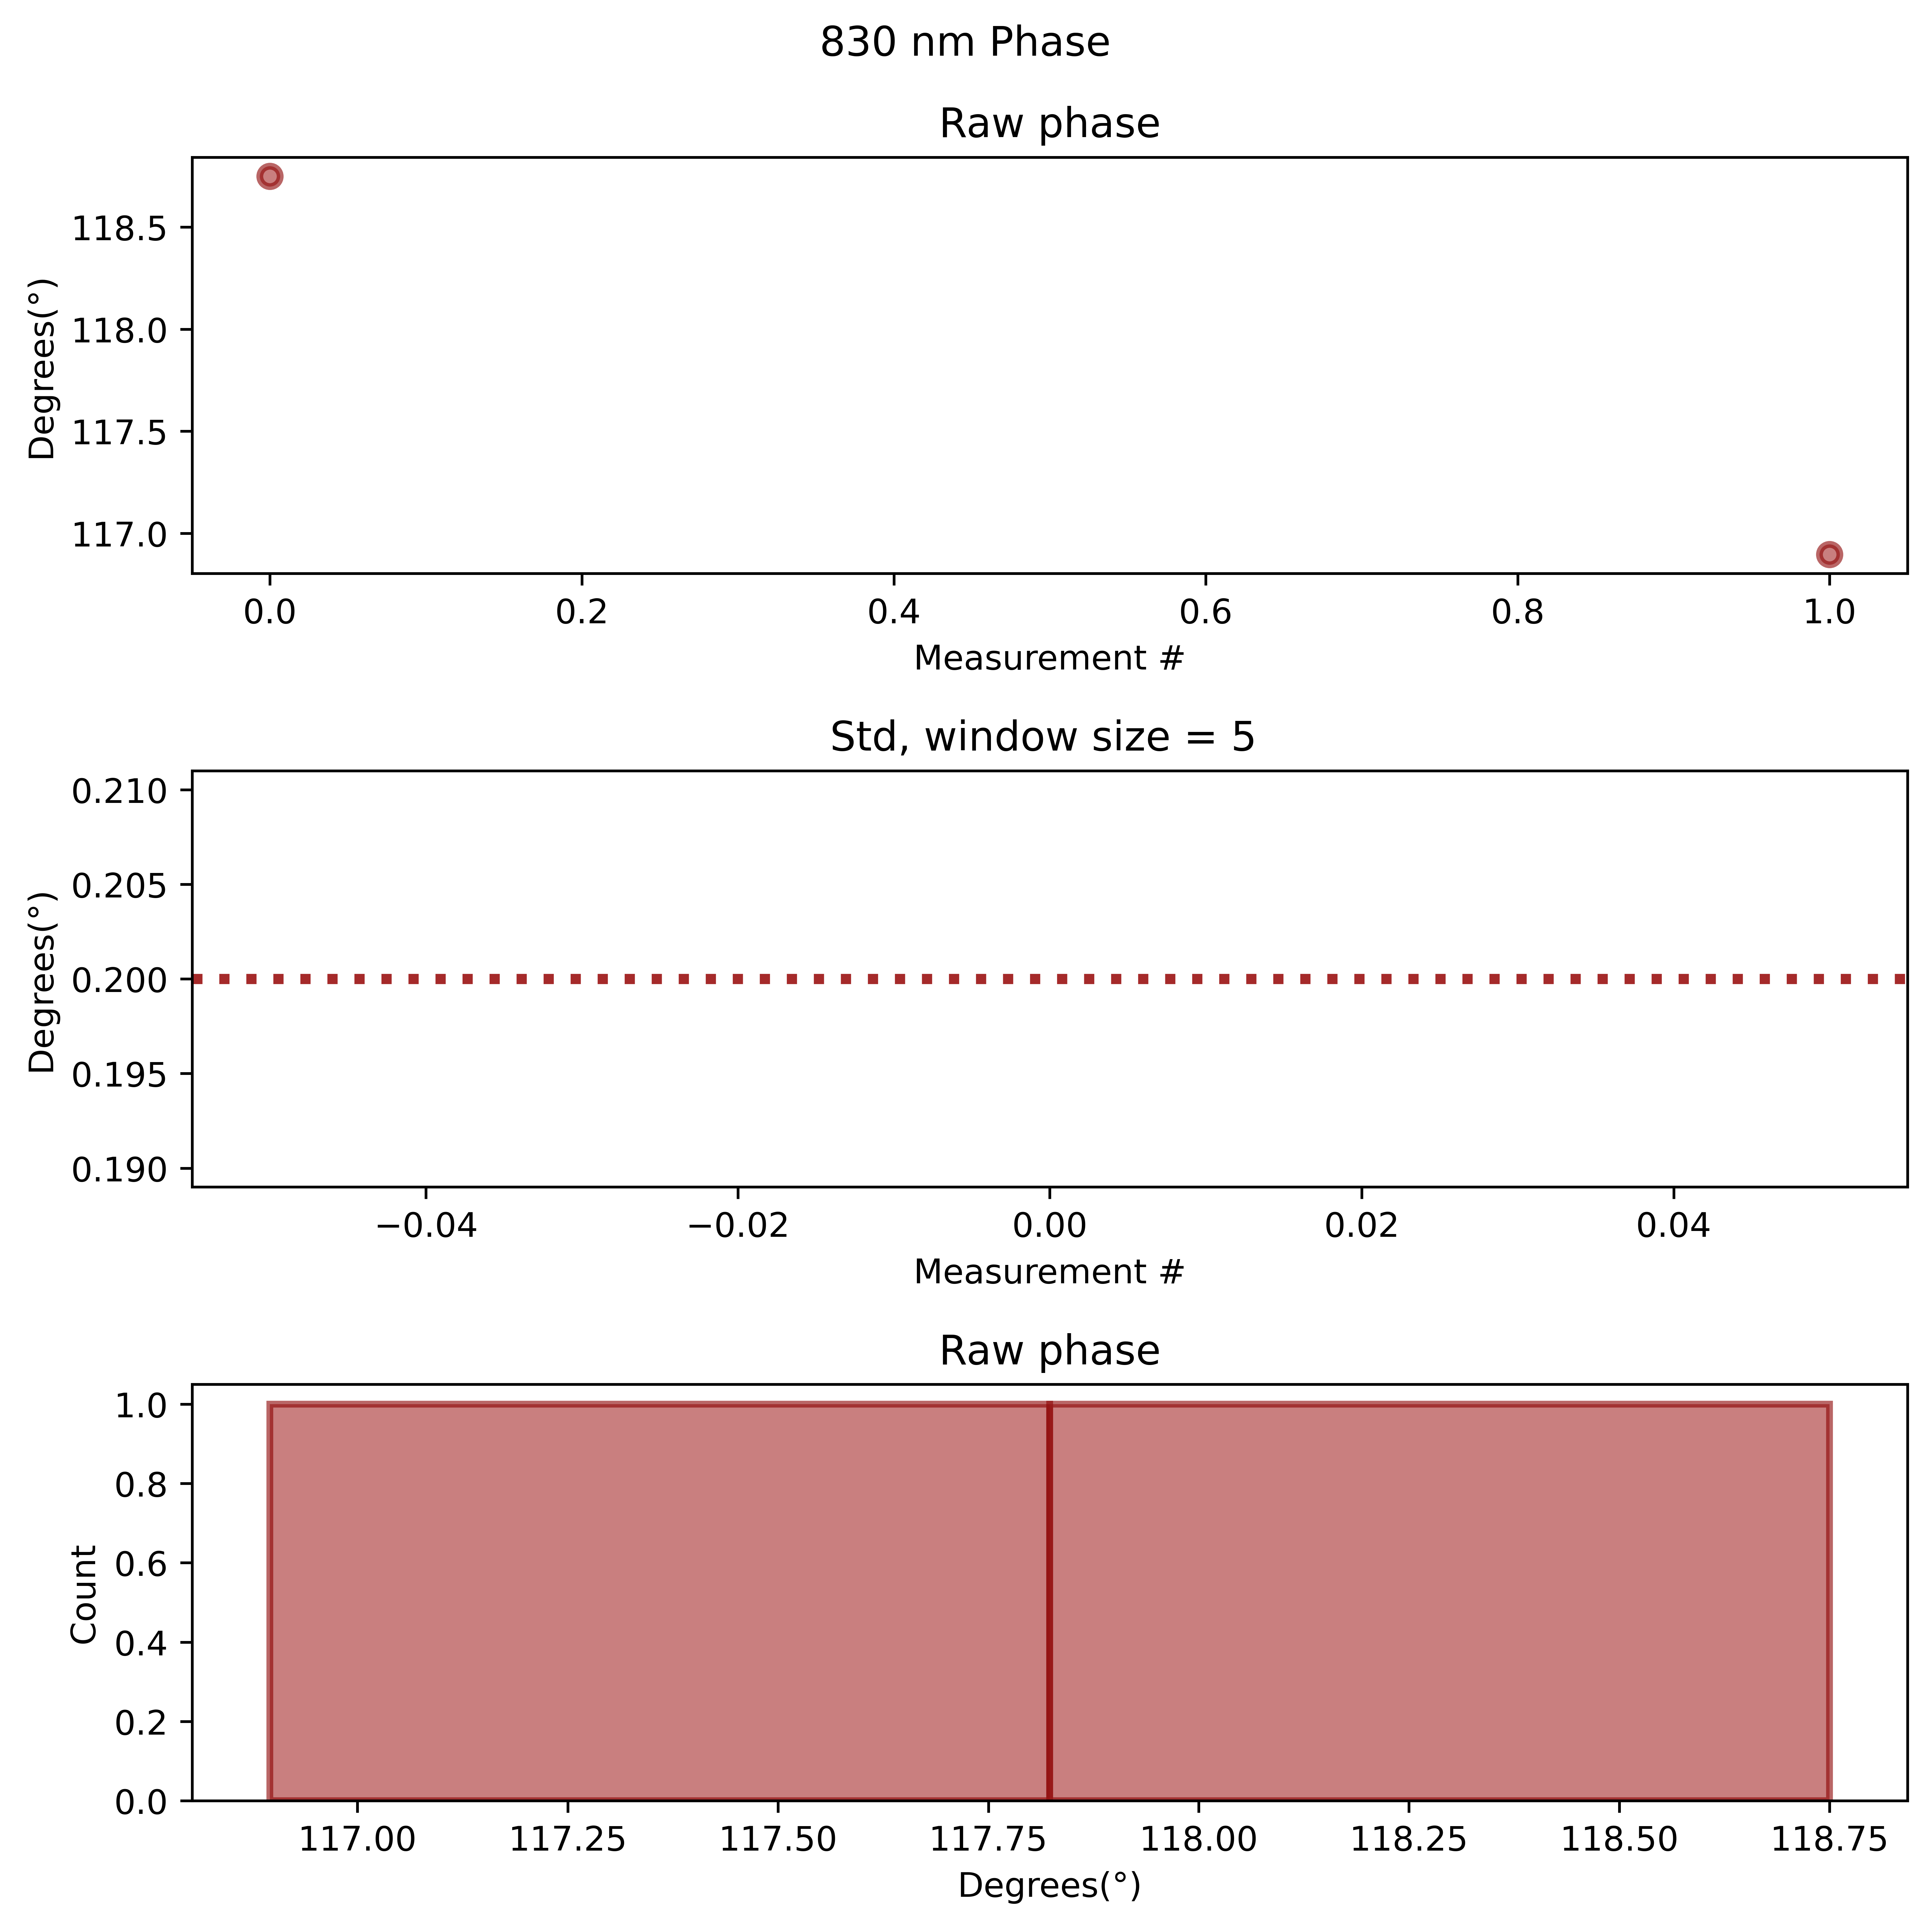 830 nm Phase
Raw phase
Degrees(°)
118.5
118.0
117.5
117.0
0.0 0.2 0.4 0.6 0.8 1.0
Measurement #
Std, window size = 5
Degrees(°)
0.210
0.205
0.200
0.195
0.190
−0.04 −0.02 0.00 0.02 0.04
Measurement #
Raw phase
Count
1.0
0.8
0.6
0.4
0.2
0.0
117.00 117.25 117.50 117.75 118.00 118.25 118.50 118.75
Degrees(°)